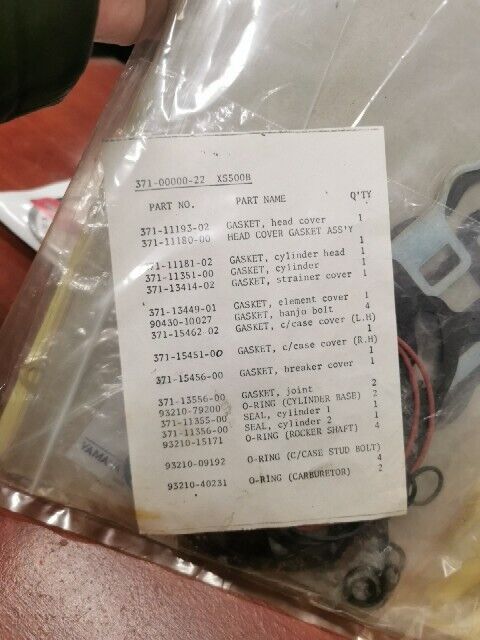 371-00000-22 XS500B
PART NO. PART NAME Q'TY
371-11193-02 GASKET, head cover 1
371-11180-00 HEAD COVER GASKET ASS'Y
1
371-11181-02 GASKET, cylinder head 1
371-11351-00 GASKET, cylinder 1
371-13414-02 GASKET, strainer cover 1
371-13449-01 GASKET, element cover 1
90430-10027 GASKET, banjo bolt 4
371-15462-02 GASKET, c/case cover (L.H)
1
371-15451-00 GASKET, c/case cover (R.H)
1
371-15456-00 GASKET, breaker cover 1
371-13556-00 GASKET, joint 2
93210-79200 O-RING (CYLINDER BASE) 2
371-11355-00 SEAL, cylinder 1 1
371-11356-00 SEAL, cylinder 2 1
93210-15171 O-RING (ROCKER SHAFT) 4
93210-09192 O-RING (C/CASE STUD BOLT)
4
93210-40231 O-RING (CARBURETOR) 2
YAMA